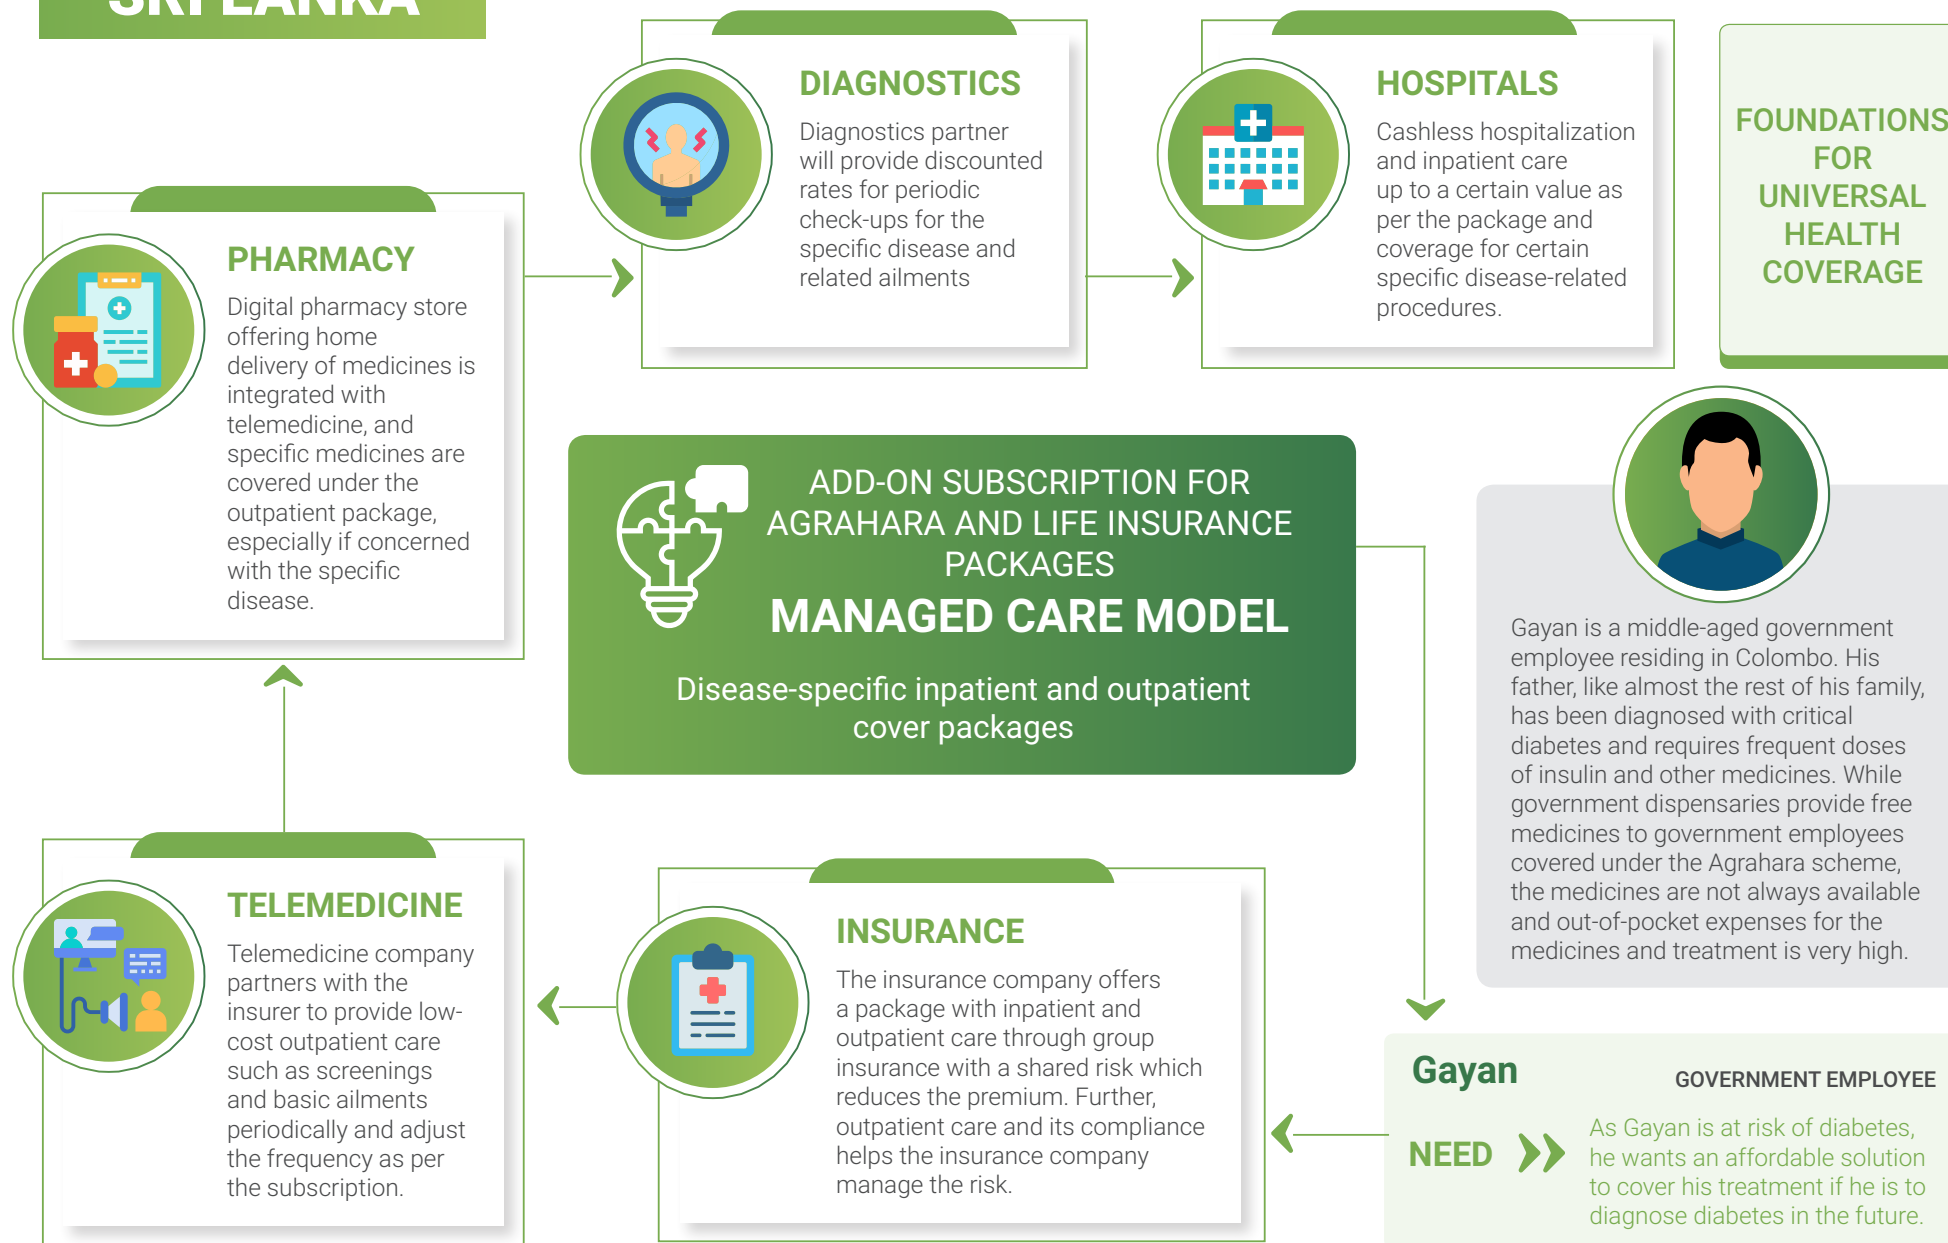 SRI LANKA
DIAGNOSTICS
Diagnostics partner
will provide discounted
rates for periodic
check-ups for the
specific disease and
related ailments
HOSPITALS
Cashless hospitalization
and inpatient care
up to a certain value as
per the package and
coverage for certain
specific disease-related
procedures.
FOUNDATIONS
FOR
UNIVERSAL
HEALTH
COVERAGE
PHARMACY
Digital pharmacy store
offering home
delivery of medicines is
integrated with
telemedicine, and
specific medicines are
covered under the
outpatient package,
especially if concerned
with the specific
disease.
ADD-ON SUBSCRIPTION FOR
AGRAHARA AND LIFE INSURANCE
PACKAGES
MANAGED CARE MODEL
Disease-specific inpatient and outpatient
cover packages
Gayan is a middle-aged government
employee residing in Colombo. His
father, like almost the rest of his family,
has been diagnosed with critical
diabetes and requires frequent doses
of insulin and other medicines. While
government dispensaries provide free
medicines to government employees
covered under the Agrahara scheme,
the medicines are not always available
and out-of-pocket expenses for the
medicines and treatment is very high.
TELEMEDICINE
Telemedicine company
partners with the
insurer to provide low-
cost outpatient care
such as screenings
and basic ailments
periodically and adjust
the frequency as per
the subscription.
INSURANCE
The insurance company offers
a package with inpatient and
outpatient care through group
insurance with a shared risk which
reduces the premium. Further,
outpatient care and its compliance
helps the insurance company
manage the risk.
Gayan
GOVERNMENT EMPLOYEE
NEED
As Gayan is at risk of diabetes,
he wants an affordable solution
to cover his treatment if he is to
diagnose diabetes in the future.